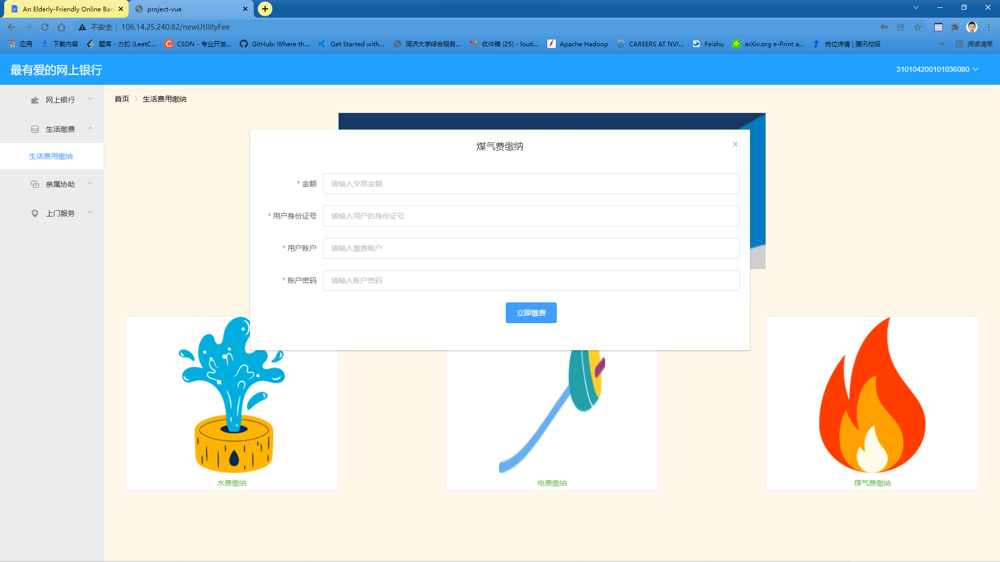 An Elderly-Friendly Online Ban
project-vue
不安全
106.14.25.240:82/newUtilityFee
应用
下载内容
题库 - 力扣 (LeetC...
CSDN - 专业开发...
GitHub: Where th...
Get Started with...
同济大学综合服务...
收件箱 (25) - louti...
Apache Hadoop
CAREERS AT NVI...
Feishu
arXiv.org e-Print a...
岗位详情 | 腾讯校招
»
阅读清单
最有爱的网上银行
310104200101036080
网上银行
生活缴费
生活费用缴纳
亲属协助
上门服务
首页 > 生活费用缴纳
煤气费缴纳
* 金额
请输入交易金额
* 用户身份证号
请输入用户的身份证号
* 用户账户
请输入缴费账户
* 账户密码
请输入账户密码
立即缴费
水费缴纳
电费缴纳
煤气费缴纳